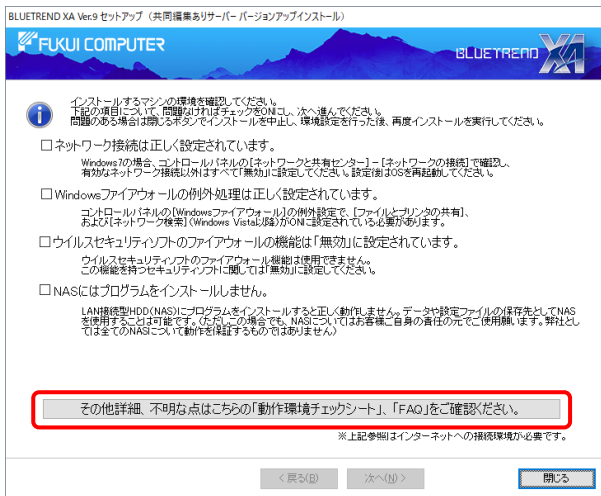 BLUETREND XA Ver.9 セットアップ（共同編集ありサーバー バージョンアップインストール）
FUKUI COMPUTER
BLUETREND XA
インストールするマシンの環境を確認してください。
下記の項目について、問題なければチェックをONにし、次へ進んでください。
問題のある場合は閉じるボタンでインストールを中止し、環境設定を行った後、再度インストールを実行してください。
ネットワーク接続は正しく設定されています。
Windows7の場合、コントロールパネルの[ネットワークと共有センター] - [ネットワークの接続]で確認し、
有効なネットワーク接続以外はすべて「無効」に設定してください。設定後はOSを再起動してください。
Windowsファイアウォールの例外処理は正しく設定されています。
コントロールパネルの[Windowsファイアウォール]の例外設定で、[ファイルとプリンタの共有]、
および[ネットワーク検索](Windows Vista以降)がONに設定されている必要があります。
ウイルスセキュリティソフトのファイアウォールの機能は「無効」に設定されています。
ウイルスセキュリティソフトのファイアウォール機能は使用できません。
この機能を持つセキュリティソフトに関しては「無効」に設定してください。
NASにはプログラムをインストールしません。
LAN接続型HDD(NAS)にプログラムをインストールすると正しく動作しません。データや設定ファイルの保存先としてNAS
を使用することは可能です。(ただしこの場合でも、NASについてはお客様ご自身の責任の元でご使用願います。弊社とし
ては全てのNASについて動作を保証するものではありません)
その他詳細、不明な点はこちらの「動作環境チェックシート」、「FAQ」をご確認ください。
※上記参照はインターネットへの接続環境が必要です。
< 戻る(B) 次へ(N) > 閉じる